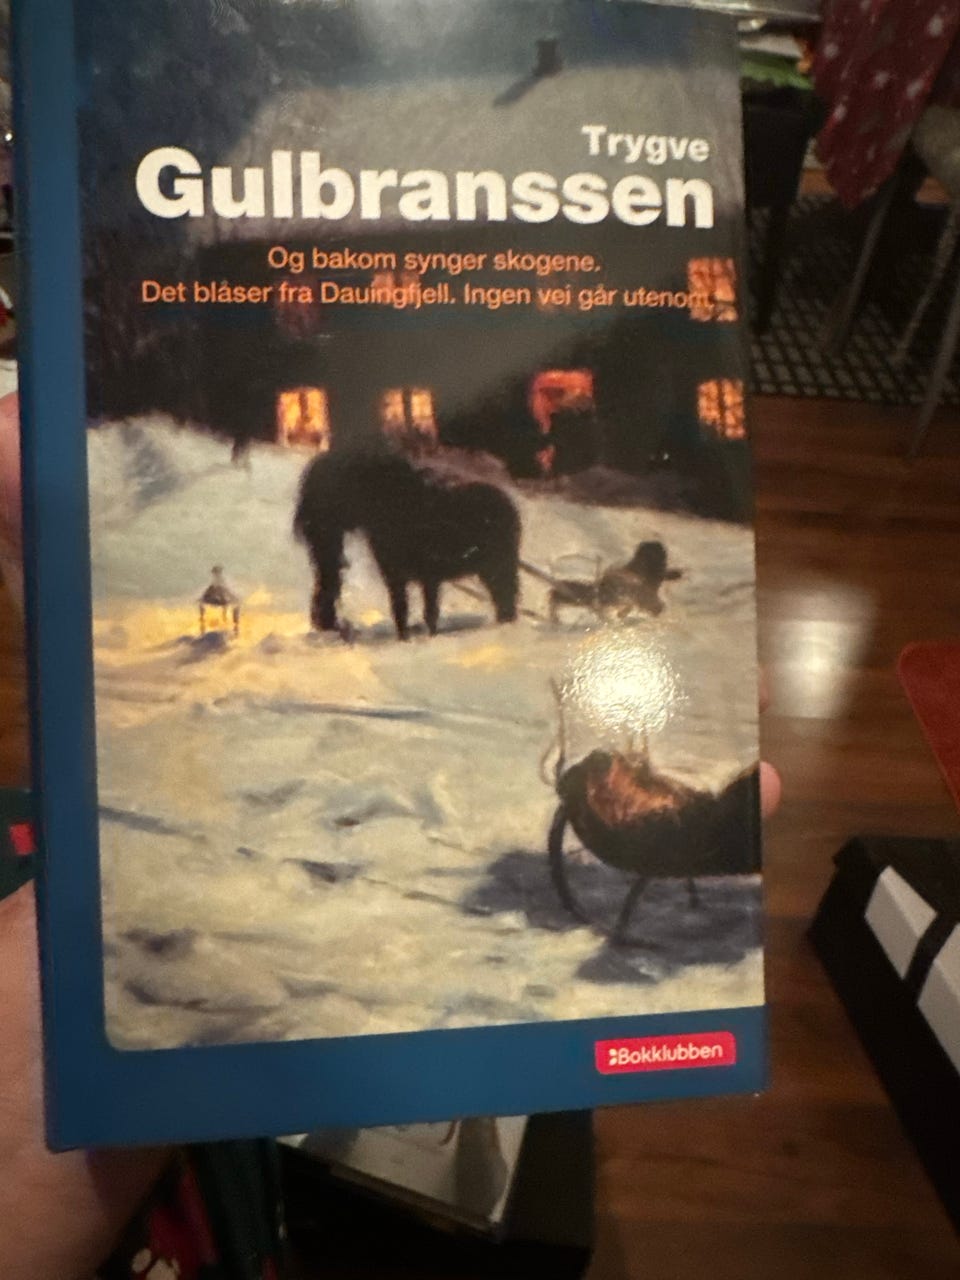 Trygve
Gulbranssen
Og bakom synger skogene.
Det blåser fra Dauingfjell. Ingen vei går utenom.
Bokklubben